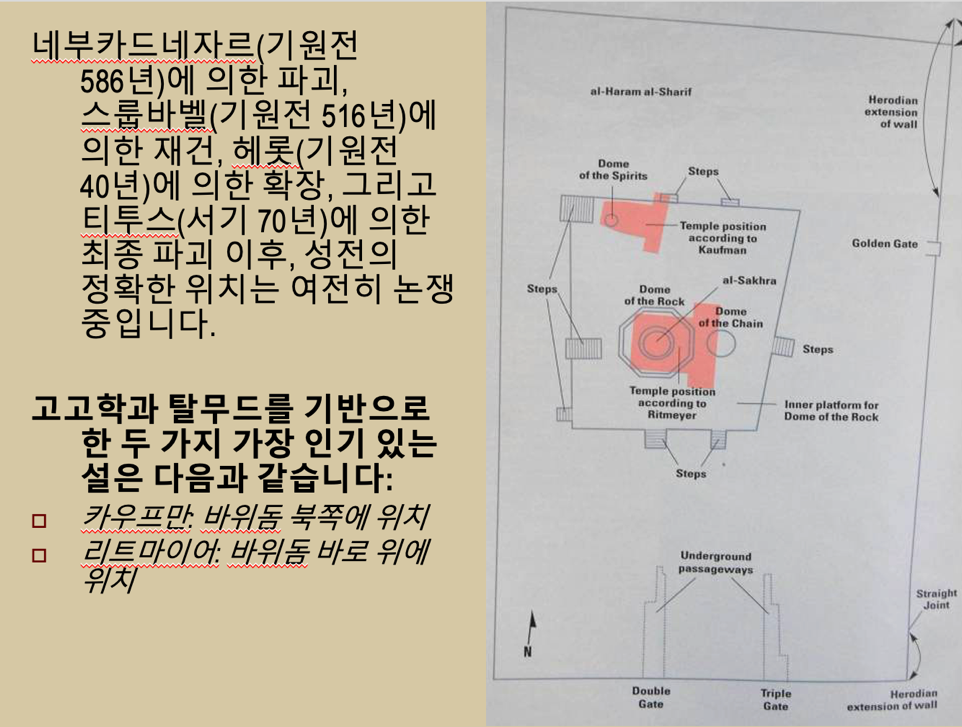 네부카드네자르(기원전
586년)에 의한 파괴,
스룹바벨(기원전 516년)에
의한 재건, 헤롯(기원전
40년)에 의한 확장, 그리고
티투스(서기 70년)에 의한
최종 파괴 이후, 성전의
정확한 위치는 여전히 논쟁
중입니다.
고고학과 탈무드를 기반으로
한 두 가지 가장 인기 있는
설은 다음과 같습니다:
카우프만: 바위돔 북쪽에 위치
리트마이어: 바위돔 바로 위에
위치
al-Haram al-Sharif
Herodian
extension
of wall
Dome
of the Spirits
Steps
Temple position
according to
Kaufman
Golden Gate
Steps
al-Sakhra
Dome
of the Rock
Dome
of the Chain
Steps
Temple position
according to
Ritmeyer
Inner platform for
Dome of the Rock
Steps
Underground
passageways
Straight
Joint
N
Double
Gate
Triple
Gate
Herodian
extension of wall